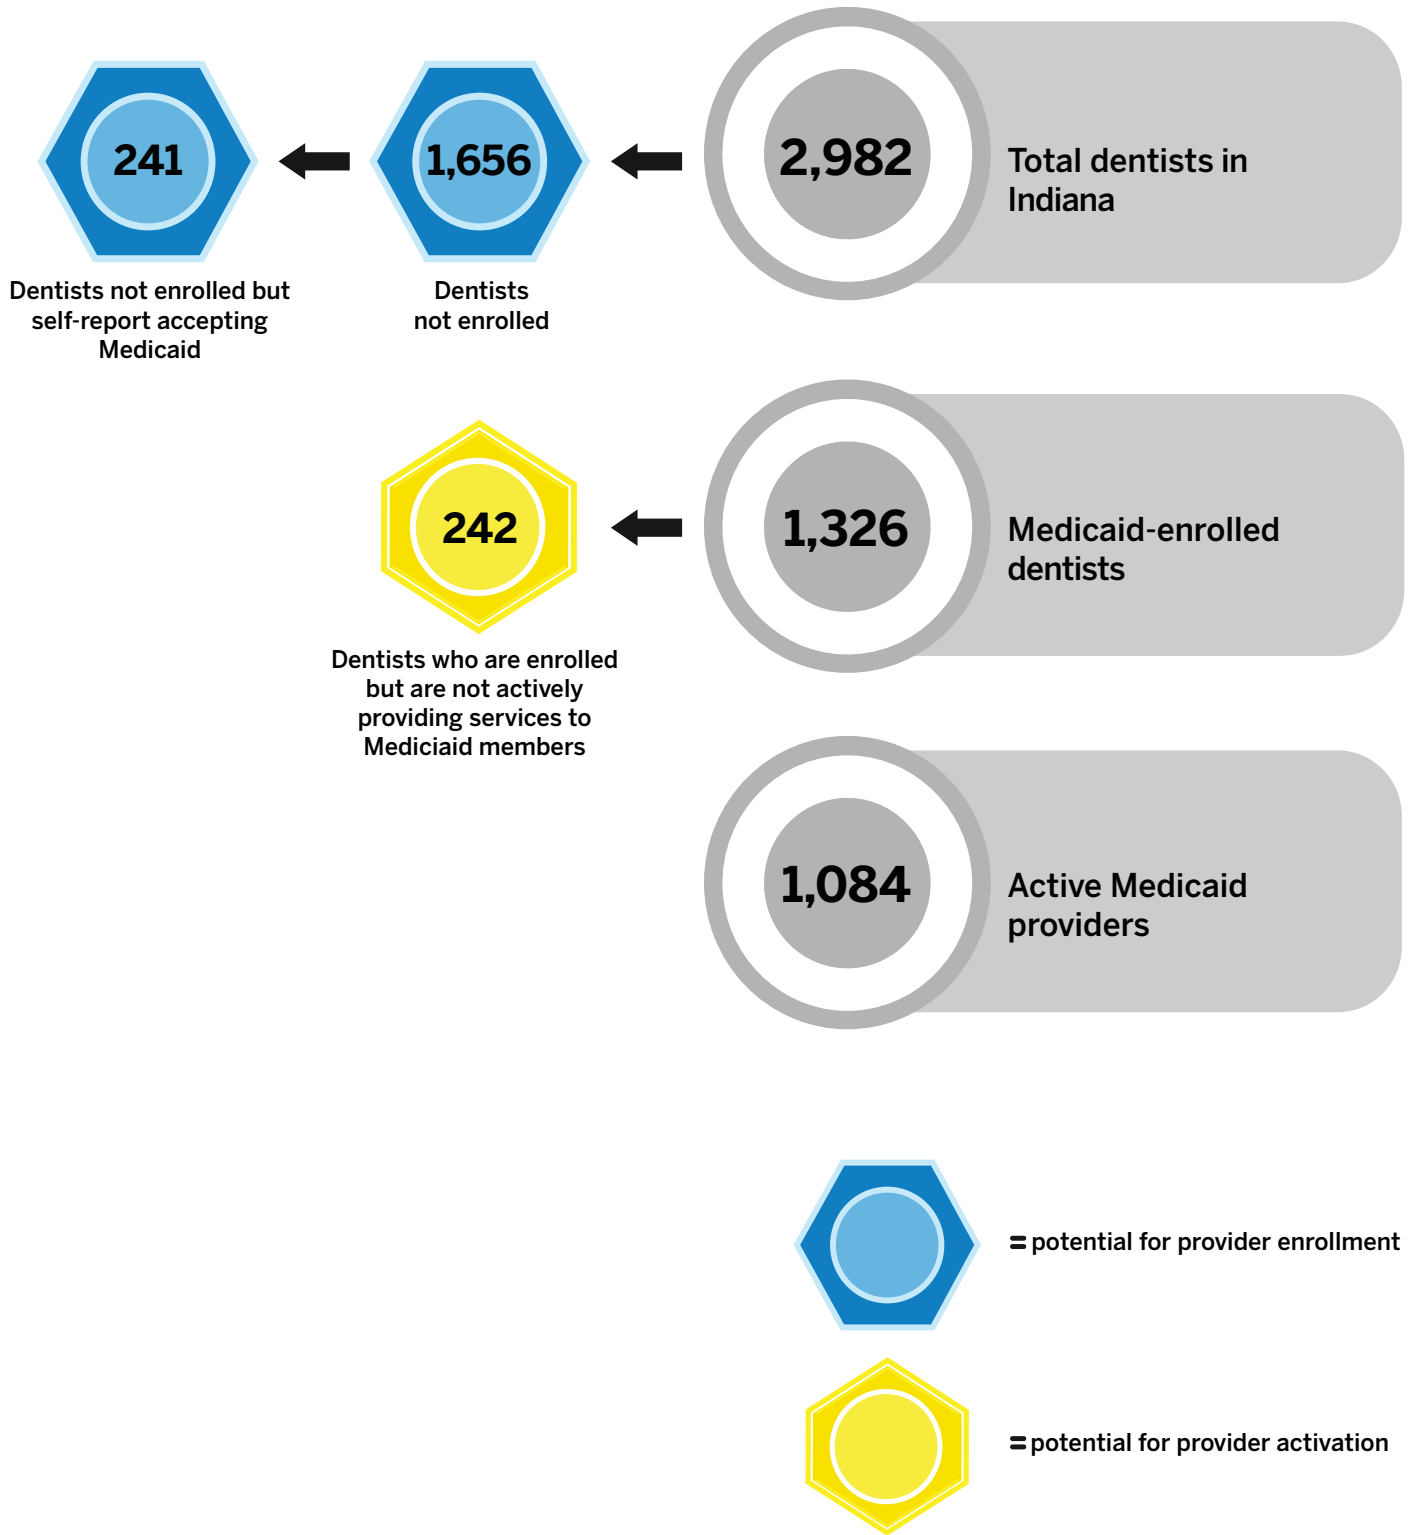 241
1,656
2,982
Total dentists in
Indiana
Dentists not enrolled but
self-report accepting
Medicaid
Dentists
not enrolled
242
1,326
Medicaid-enrolled
dentists
Dentists who are enrolled
but are not actively
providing services to
Mediciaid members
1,084
Active Medicaid
providers
= potential for provider enrollment
= potential for provider activation